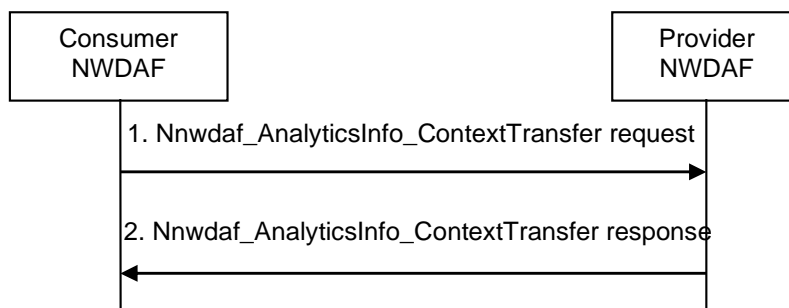 Consumer
NWDAF
Provider
NWDAF
1. Nnwdaf_AnalyticsInfo_ContextTransfer request
2. Nnwdaf_AnalyticsInfo_ContextTransfer response